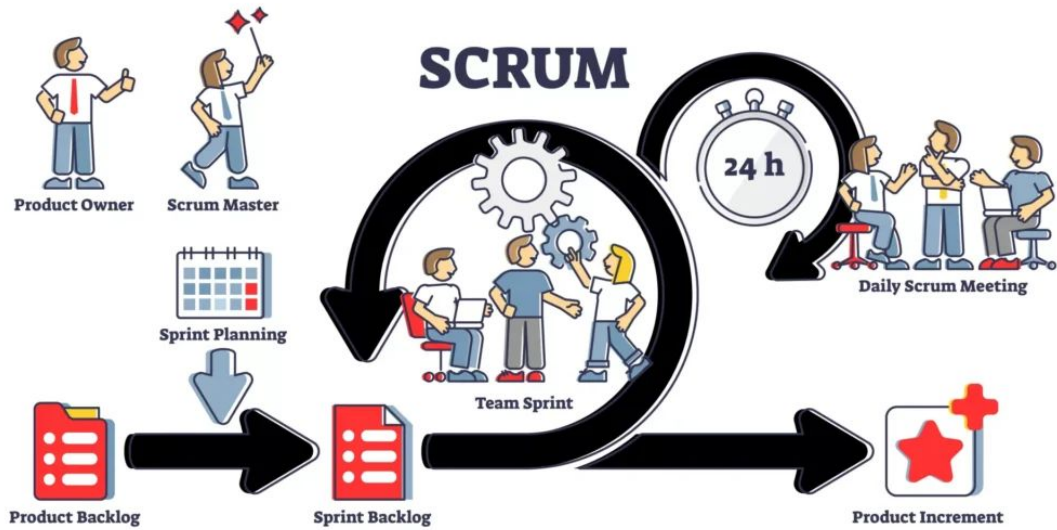 SCRUM
Product Owner
Scrum Master
24 h
Daily Scrum Meeting
Sprint Planning
Team Sprint
Product Backlog
Sprint Backlog
Product Increment